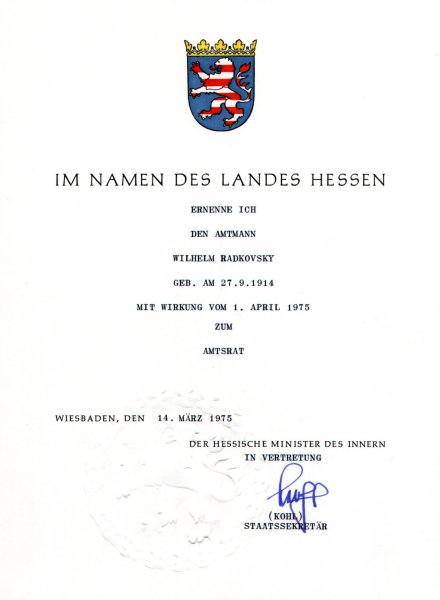 IM NAMEN DES LANDES HESSEN
ERNENNE ICH
DEN AMTMANN
WILHELM RADKOVSKY
GEB. AM 27.9.1914
MIT WIRKUNG VOM 1. APRIL 1975
ZUM
AMTSRAT
WIESBADEN, DEN 14. MÄRZ 1975
DER HESSISCHE MINISTER DES INNERN
IN VERTRETUNG
(KOHL)
STAATSSEKRETÄR